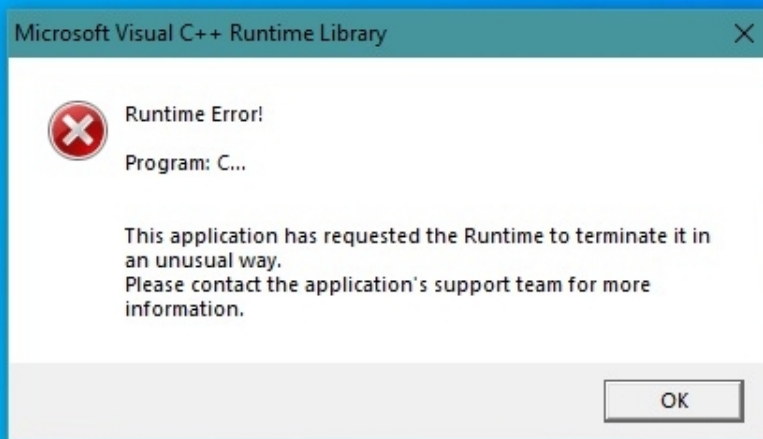 Microsoft Visual C++ Runtime Library
Runtime Error!
Program: C...
This application has requested the Runtime to terminate it in
an unusual way.
Please contact the application's support team for more
information.
OK